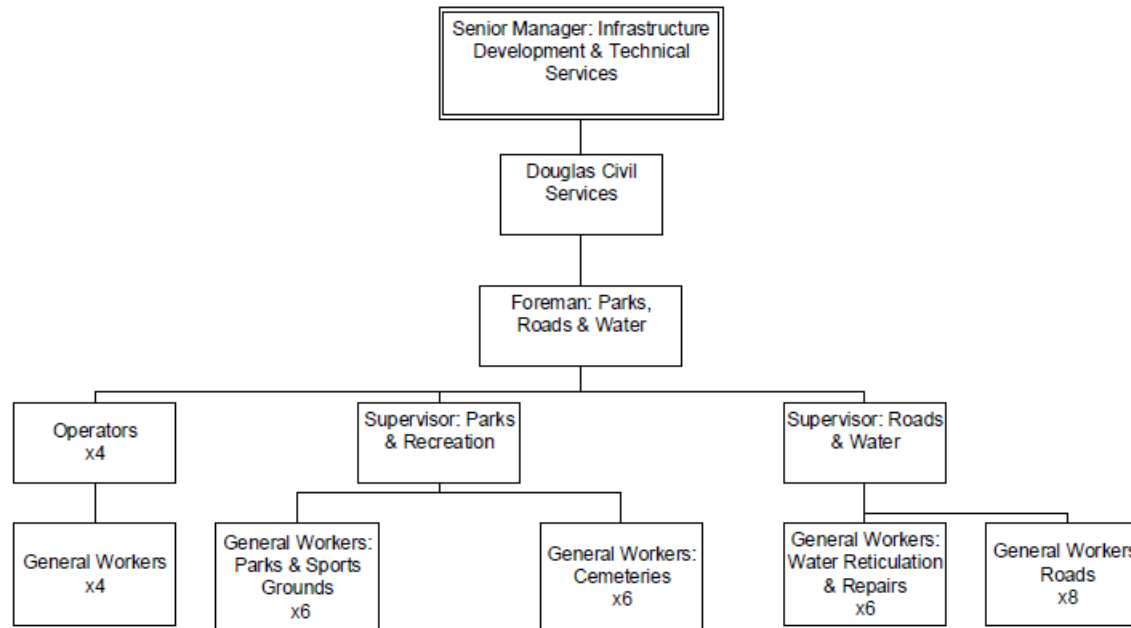 Senior Manager: Infrastructure
Development & Technical
Services
Douglas Civil
Services
Foreman: Parks,
Roads & Water
Operators
x4
Supervisor: Parks
& Recreation
Supervisor: Roads
& Water
General Workers
x4
General Workers:
Parks & Sports
Grounds
x6
General Workers:
Cemeteries
x6
General Workers:
Water Reticulation
& Repairs
x6
General Workers
Roads
x8